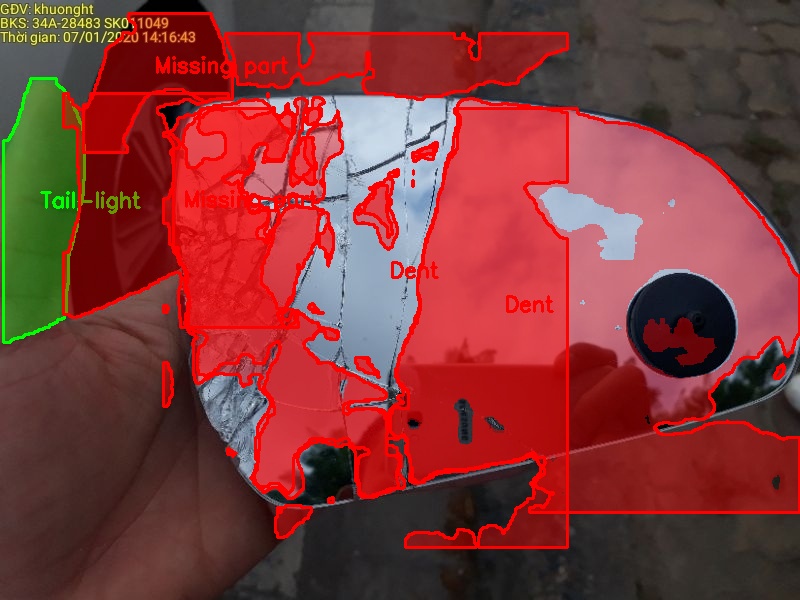 GĐV: khuonght
BKS: 34A-28483 SK011049
Thời gian: 07/01/2020 14:16:43
Missing part
Tail-light
Missing part
Dent
Dent